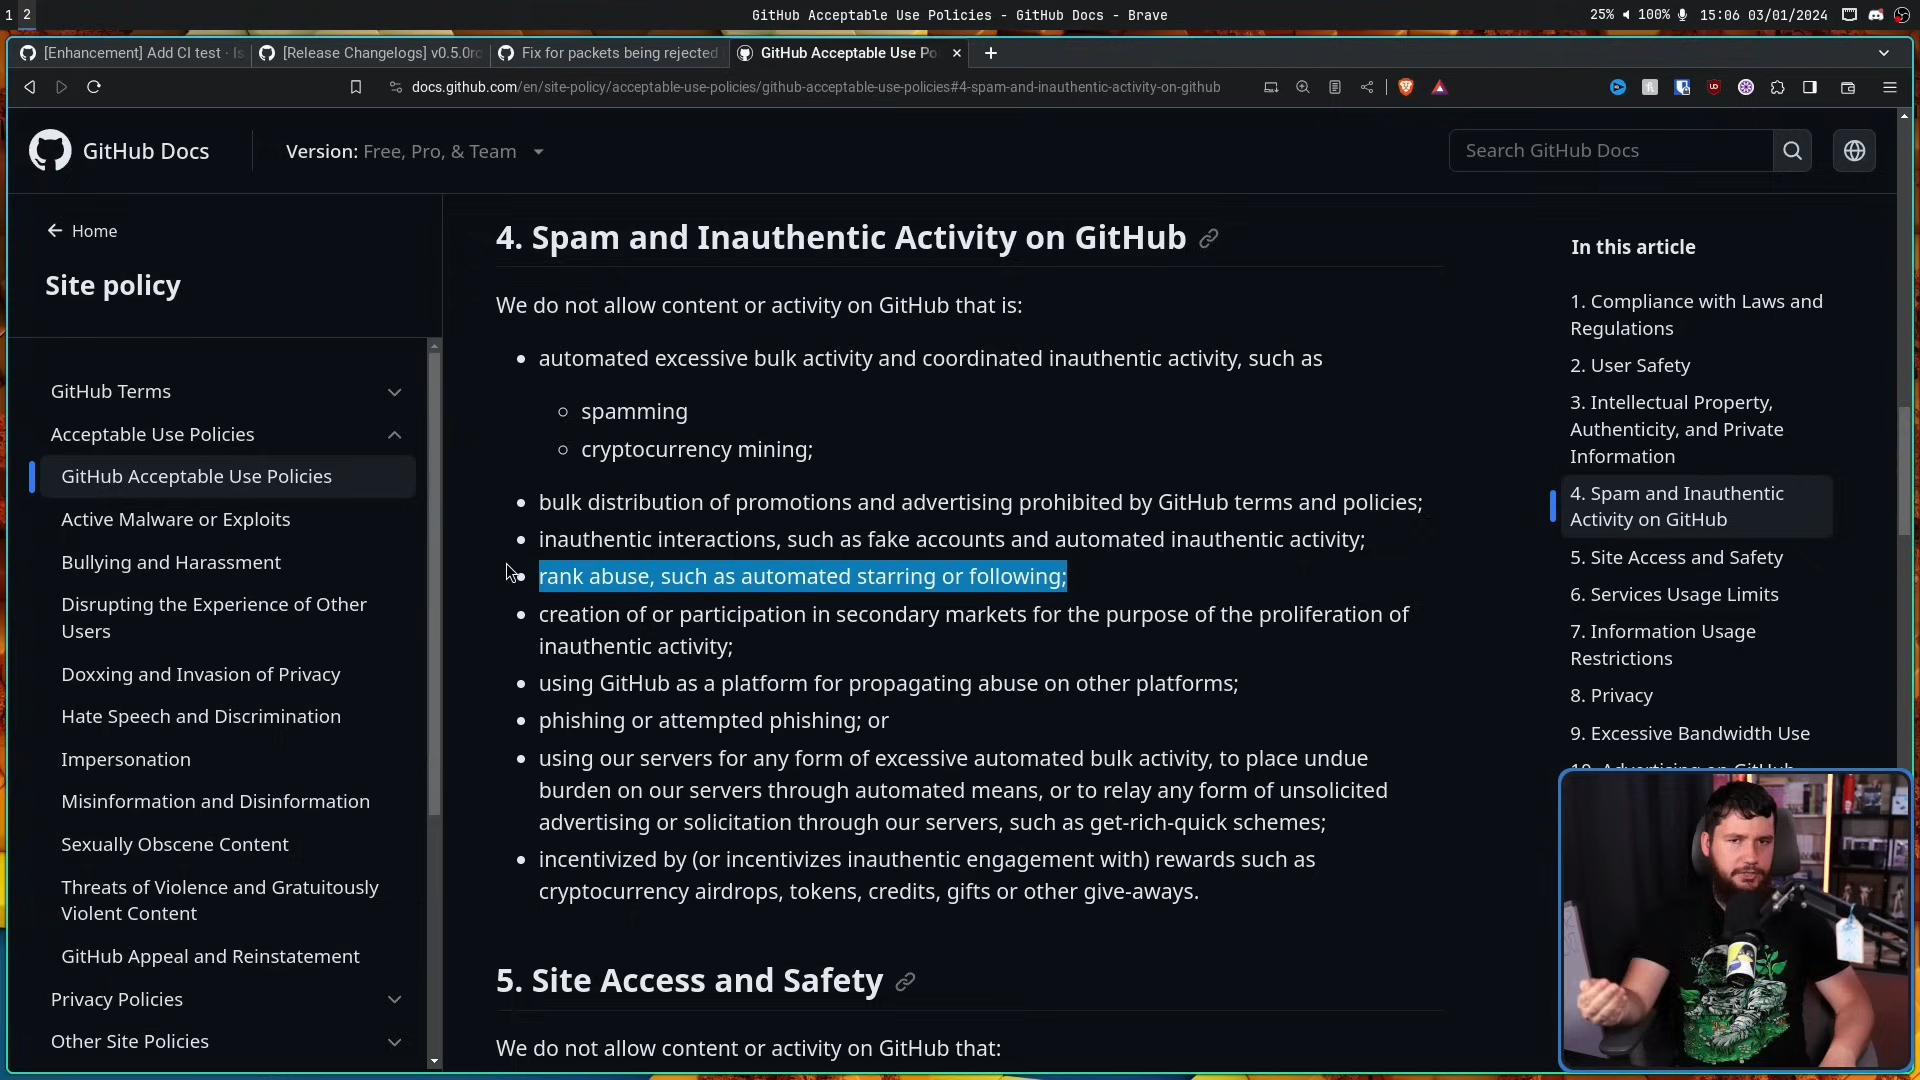 1 2
GitHub Acceptable Use Policies - GitHub Docs - Brave
25% 100% 15:06 03/01/2024
[Enhancement] Add CI test · Is
[Release Changelogs] v0.5.0ro
Fix for packets being rejected
GitHub Acceptable Use Po
docs.github.com/en/site-policy/acceptable-use-policies/github-acceptable-use-policies#4-spam-and-inauthentic-activity-on-github
GitHub Docs
Version: Free, Pro, & Team
Search GitHub Docs
Home
Site policy
GitHub Terms
Acceptable Use Policies
GitHub Acceptable Use Policies
Active Malware or Exploits
Bullying and Harassment
Disrupting the Experience of Other
Users
Doxxing and Invasion of Privacy
Hate Speech and Discrimination
Impersonation
Misinformation and Disinformation
Sexually Obscene Content
Threats of Violence and Gratuitously
Violent Content
GitHub Appeal and Reinstatement
Privacy Policies
Other Site Policies
4. Spam and Inauthentic Activity on GitHub
We do not allow content or activity on GitHub that is:
automated excessive bulk activity and coordinated inauthentic activity, such as
spamming
cryptocurrency mining;
bulk distribution of promotions and advertising prohibited by GitHub terms and policies;
inauthentic interactions, such as fake accounts and automated inauthentic activity;
rank abuse, such as automated starring or following;
creation of or participation in secondary markets for the purpose of the proliferation of
inauthentic activity;
using GitHub as a platform for propagating abuse on other platforms;
phishing or attempted phishing; or
using our servers for any form of excessive automated bulk activity, to place undue
burden on our servers through automated means, or to relay any form of unsolicited
advertising or solicitation through our servers, such as get-rich-quick schemes;
incentivized by (or incentivizes inauthentic engagement with) rewards such as
cryptocurrency airdrops, tokens, credits, gifts or other give-aways.
5. Site Access and Safety
We do not allow content or activity on GitHub that:
In this article
1. Compliance with Laws and
Regulations
2. User Safety
3. Intellectual Property,
Authenticity, and Private
Information
4. Spam and Inauthentic
Activity on GitHub
5. Site Access and Safety
6. Services Usage Limits
7. Information Usage
Restrictions
8. Privacy
9. Excessive Bandwidth Use
10. Advertising on GitHub